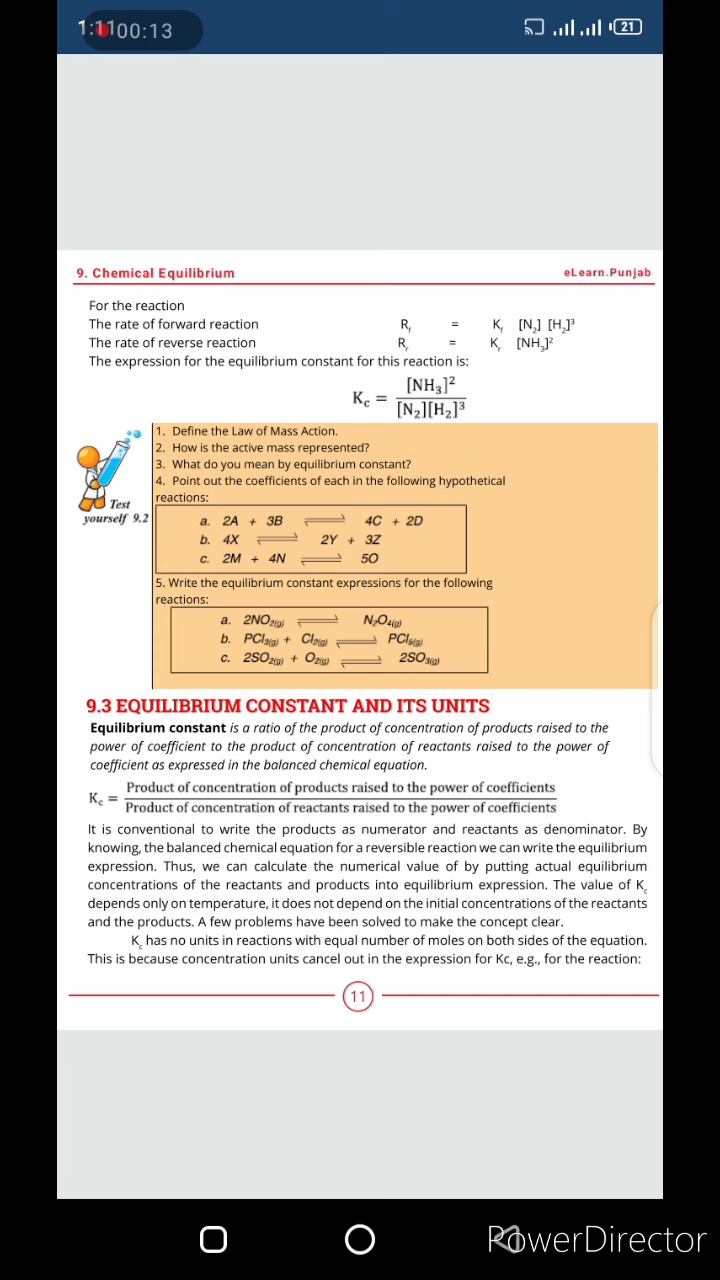 1:11 00:13
21
9. Chemical Equilibrium eLearn.Punjab
For the reaction
The rate of forward reaction R_f = K_f [N₂] [H₂]³
The rate of reverse reaction R_r = K_r [NH₃]²
The expression for the equilibrium constant for this reaction is:
K_c = [NH₃]² / [N₂][H₂]³
1. Define the Law of Mass Action.
2. How is the active mass represented?
3. What do you mean by equilibrium constant?
4. Point out the coefficients of each in the following hypothetical
reactions:
Test
yourself 9.2
a. 2A + 3B ⇌ 4C + 2D
b. 4X ⇌ 2Y + 3Z
c. 2M + 4N ⇌ 5O
5. Write the equilibrium constant expressions for the following
reactions:
a. 2NO₂(g) ⇌ N₂O₄(g)
b. PCl₃(g) + Cl₂(g) ⇌ PCl₅(g)
c. 2SO₂(g) + O₂(g) ⇌ 2SO₃(g)
9.3 EQUILIBRIUM CONSTANT AND ITS UNITS
Equilibrium constant is a ratio of the product of concentration of products raised to the
power of coefficient to the product of concentration of reactants raised to the power of
coefficient as expressed in the balanced chemical equation.
K_c = Product of concentration of products raised to the power of coefficients / Product of concentration of reactants raised to the power of coefficients
It is conventional to write the products as numerator and reactants as denominator. By
knowing, the balanced chemical equation for a reversible reaction we can write the equilibrium
expression. Thus, we can calculate the numerical value of by putting actual equilibrium
concentrations of the reactants and products into equilibrium expression. The value of K_c
depends only on temperature, it does not depend on the initial concentrations of the reactants
and the products. A few problems have been solved to make the concept clear.
K_c has no units in reactions with equal number of moles on both sides of the equation.
This is because concentration units cancel out in the expression for Kc, e.g., for the reaction:
11
PowerDirector